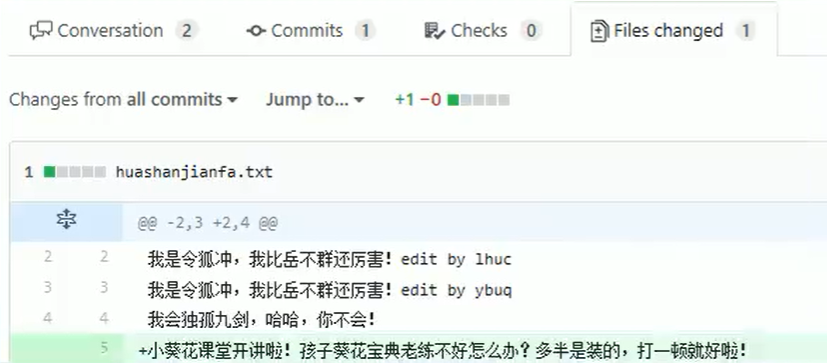 Conversation 2 Commits 1 Checks 0 Files changed 1
Changes from all commits Jump to... +1 −0
1 huashanjianfa.txt
@@ -2,3 +2,4 @@
2 2 我是令狐冲，我比岳不群还厉害！edit by lhuc
3 3 我是令狐冲，我比岳不群还厉害！edit by ybuq
4 4 我会独孤九剑，哈哈，你不会！
5 +小葵花课堂开讲啦！孩子葵花宝典老练不好怎么办？多半是装的，打一顿就好啦！